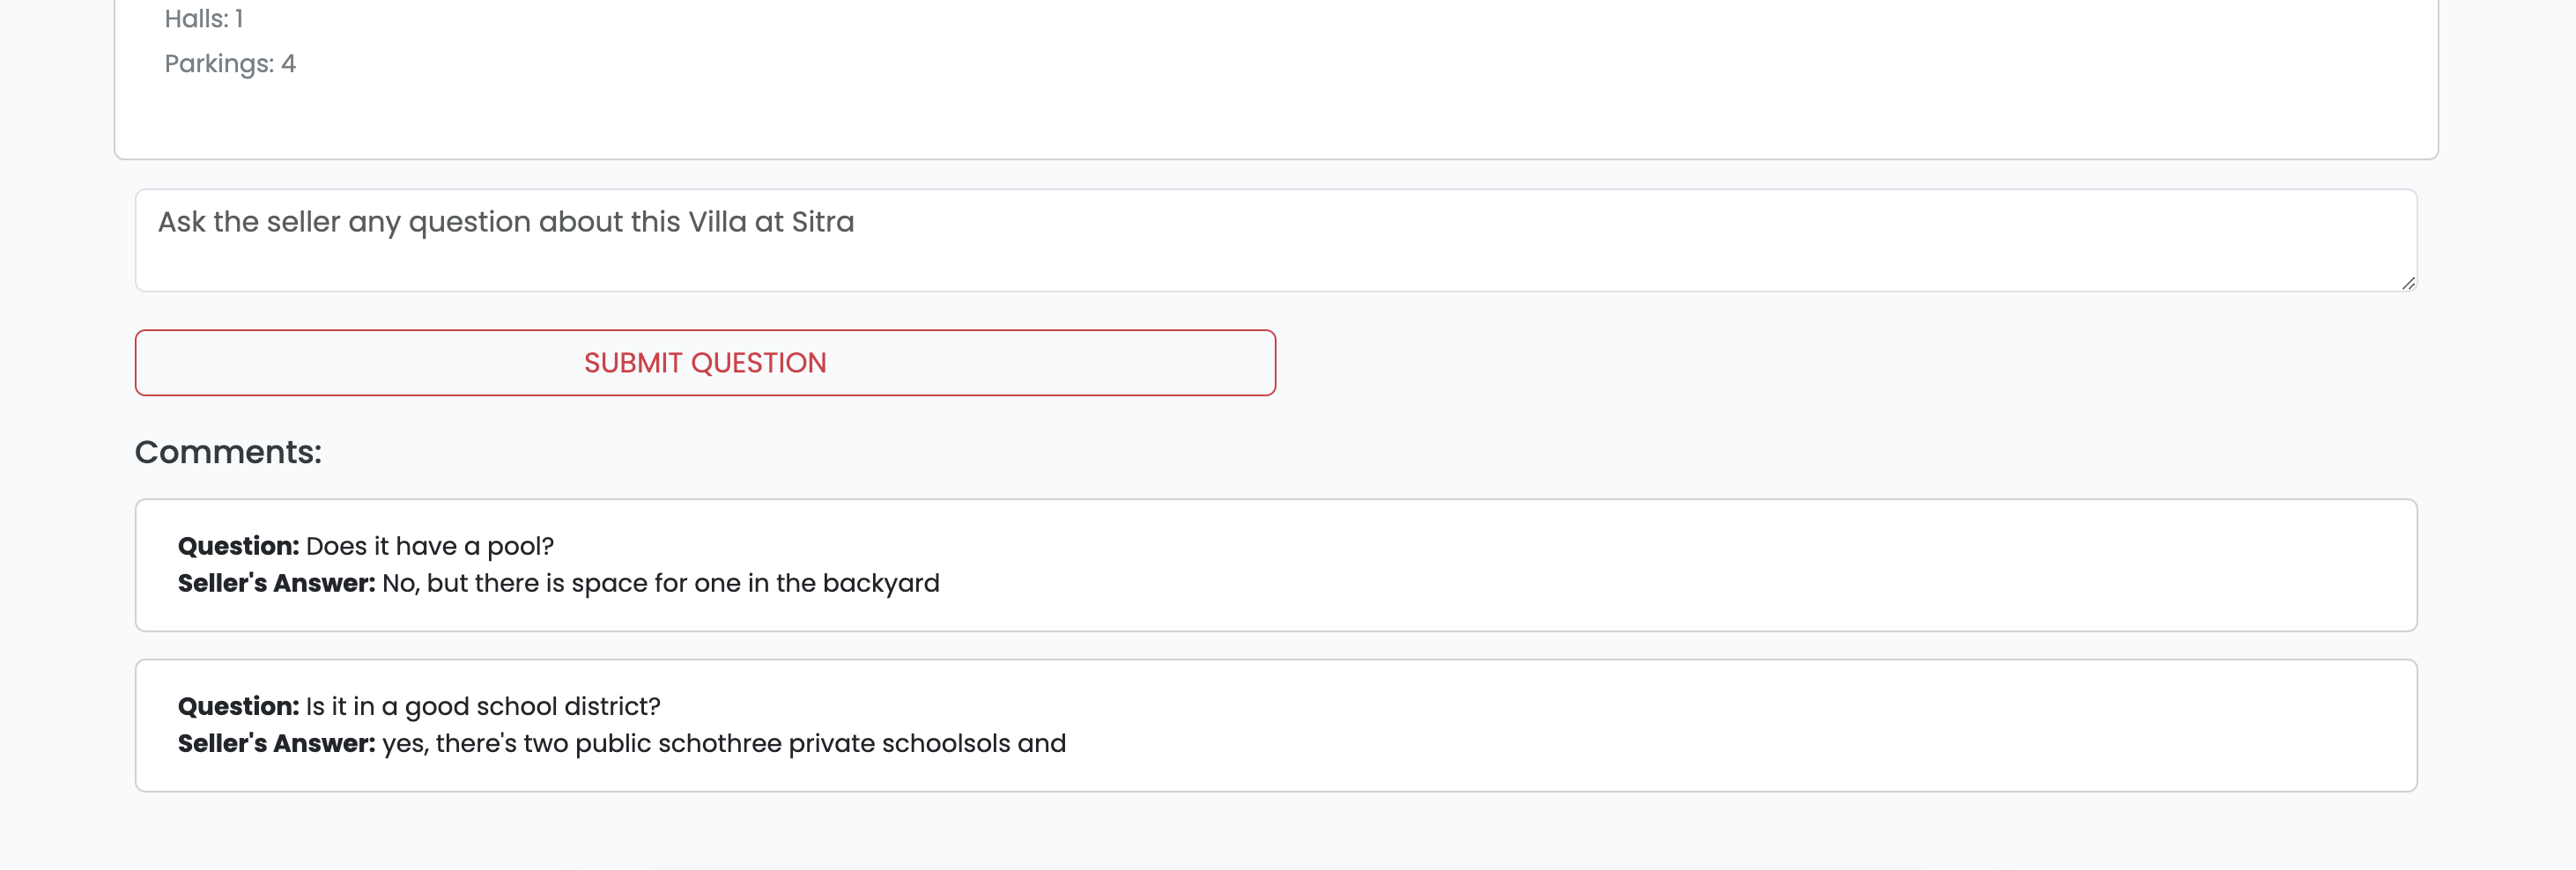 Halls: 1
Parkings: 4
Ask the seller any question about this Villa at Sitra
SUBMIT QUESTION
Comments:
Question: Does it have a pool?
Seller's Answer: No, but there is space for one in the backyard
Question: Is it in a good school district?
Seller's Answer: yes, there's two public schothree private schoolsols and